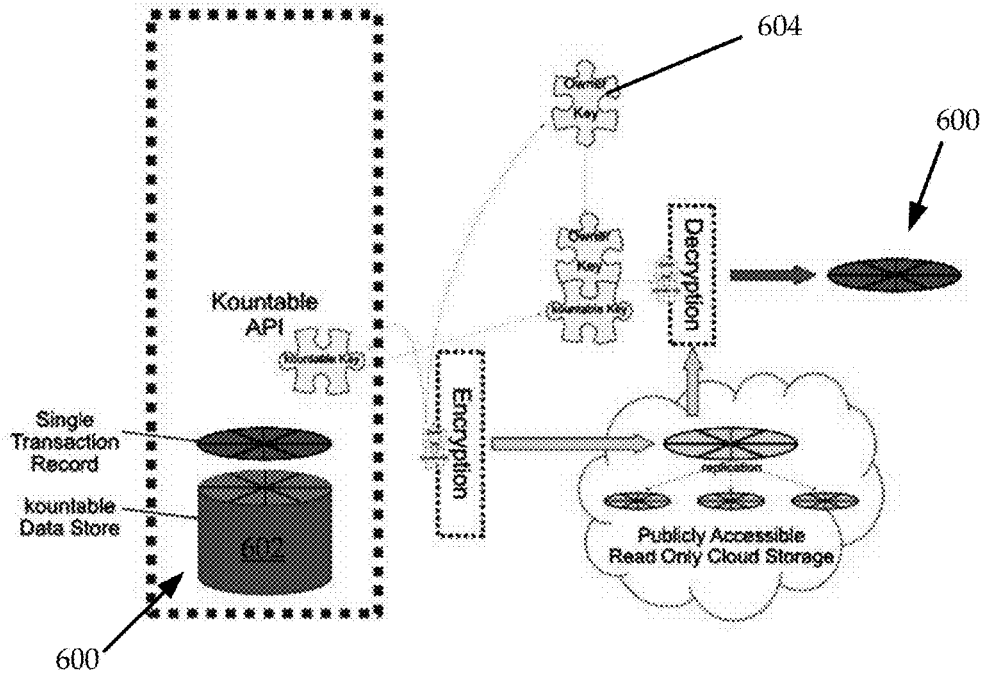 604
600
Owner
Key
Owner
Key
Kountable Key
Decryption
Kountable
API
Kountable Key
Encryption
Single
Transaction
Record
kountable
Data Store
602
replication
Publicly Accessible
Read Only Cloud Storage
600